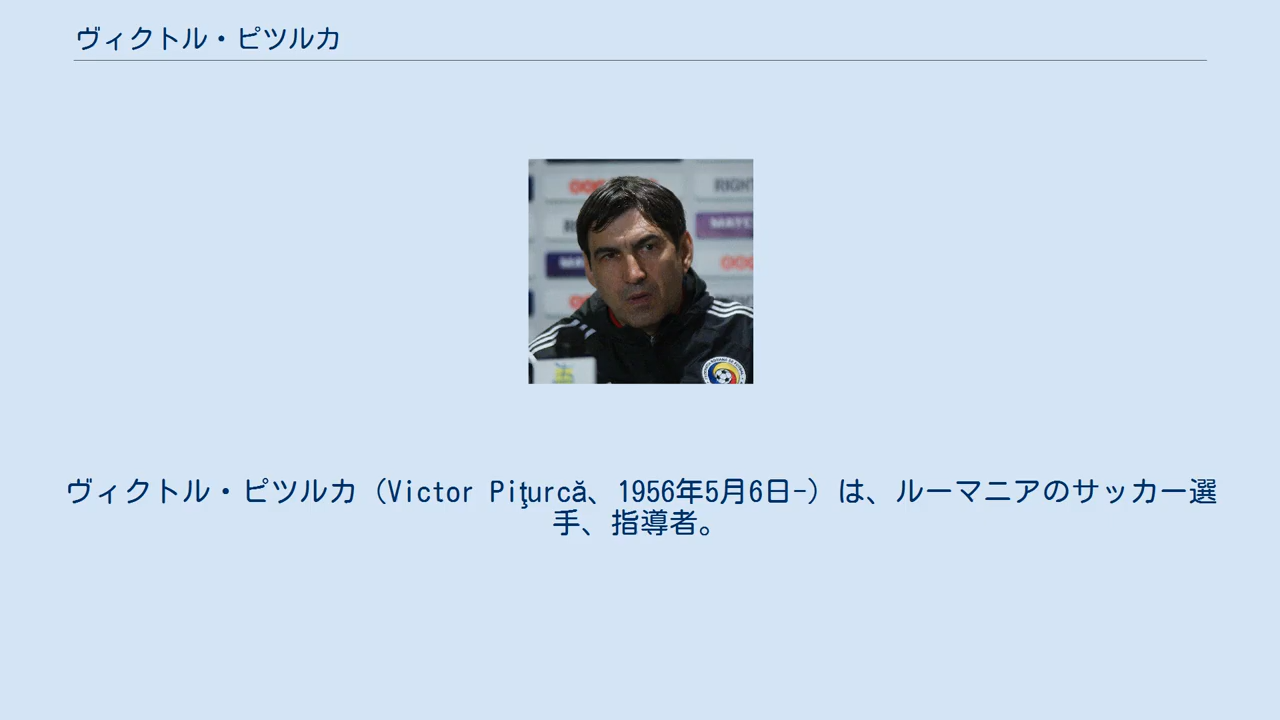 ヴィクトル・ピツルカ
RIGHT
ヴィクトル・ピツルカ（Victor Piţurcă、1956年5月6日-）は、ルーマニアのサッカー選
手、指導者。